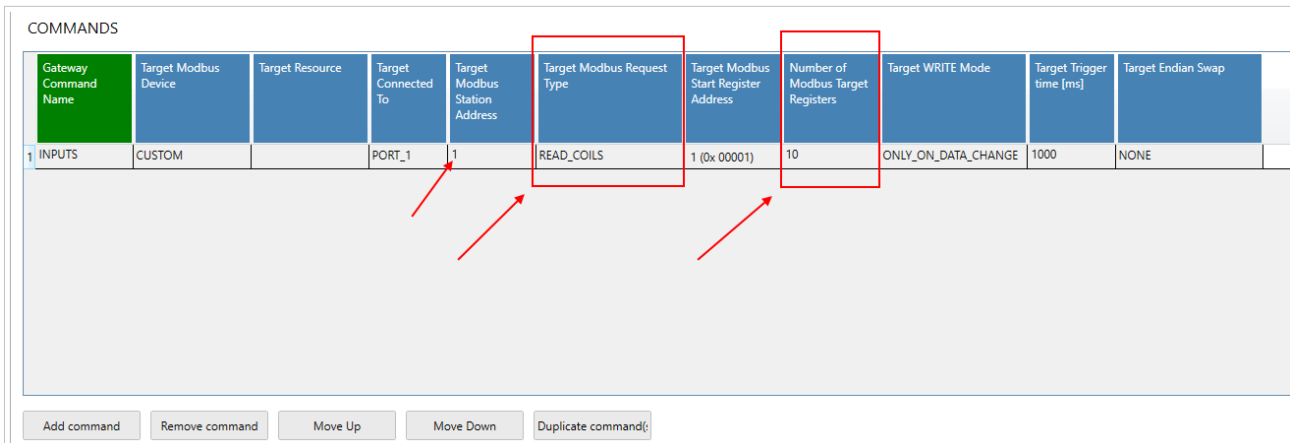 COMMANDS
Gateway Command Name
Target Modbus Device
Target Resource
Target Connected To
Target Modbus Station Address
Target Modbus Request Type
Target Modbus Start Register Address
Number of Modbus Target Registers
Target WRITE Mode
Target Trigger time [ms]
Target Endian Swap
1 INPUTS CUSTOM PORT_1 1 READ_COILS 1 (0x 00001) 10 ONLY_ON_DATA_CHANGE 1000 NONE
Add command Remove command Move Up Move Down Duplicate command(: